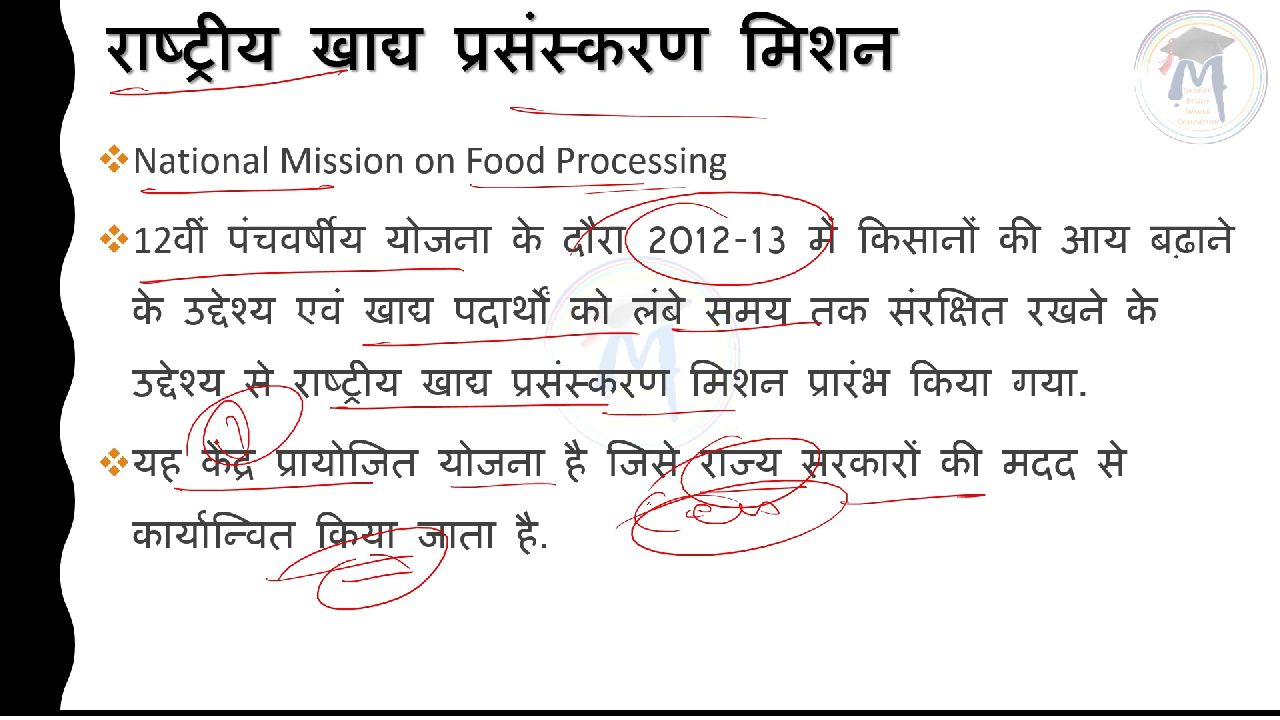 राष्ट्रीय खाद्य प्रसंस्करण मिशन
National Mission on Food Processing
12वीं पंचवर्षीय योजना के दौरा 2012-13 में किसानों की आय बढ़ाने
के उद्देश्य एवं खाद्य पदार्थों को लंबे समय तक संरक्षित रखने के
उद्देश्य से राष्ट्रीय खाद्य प्रसंस्करण मिशन प्रारंभ किया गया.
यह केंद्र प्रायोजित योजना है जिसे राज्य सरकारों की मदद से
कार्यान्वित किया जाता है.